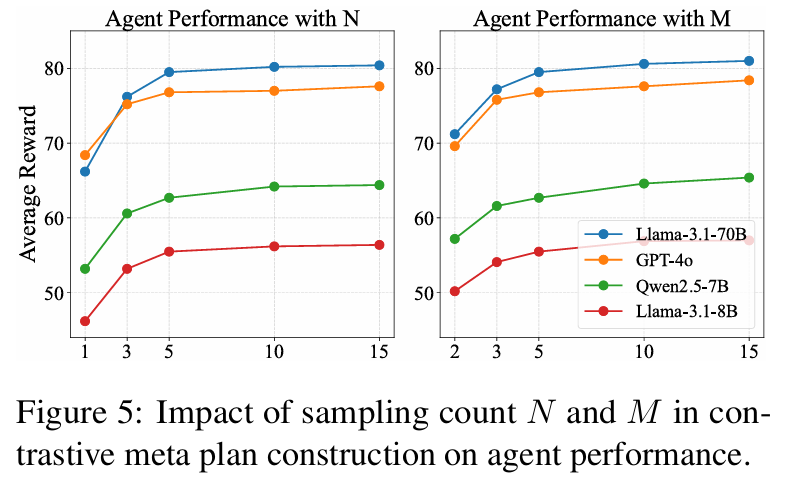 Agent Performance with N
Agent Performance with M
Average Reward
80
70
60
50
1 3 5 10 15
80
70
60
50
2 3 5 10 15
Llama-3.1-70B
GPT-4o
Qwen2.5-7B
Llama-3.1-8B
Figure 5: Impact of sampling count N and M in con-
trastive meta plan construction on agent performance.